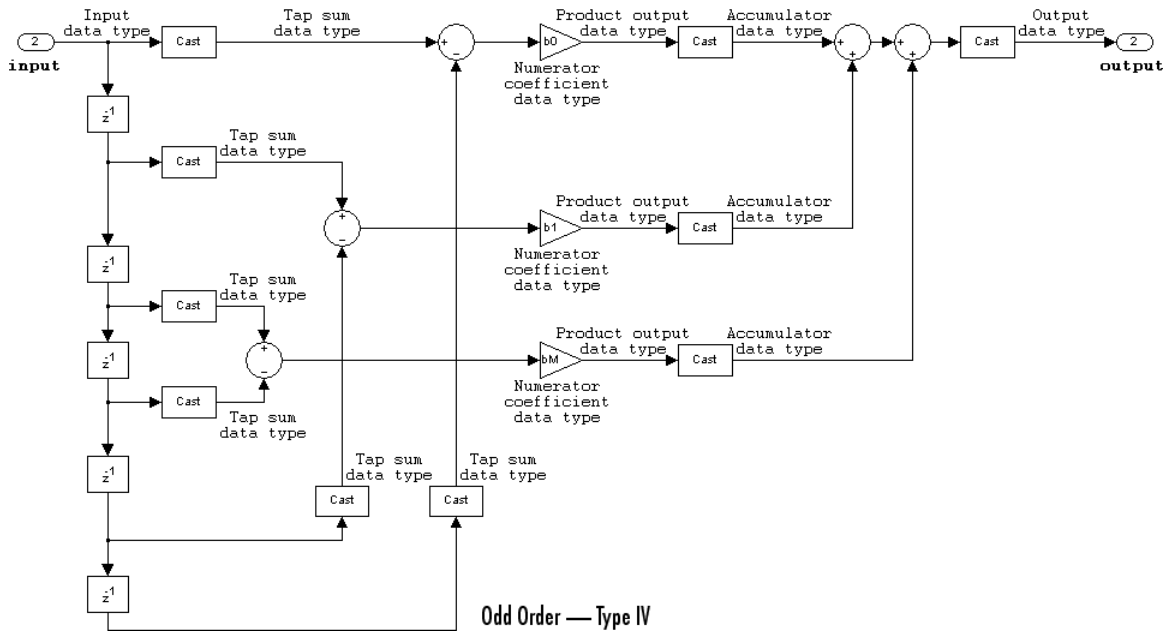 Input
data type
2
input
Cast
Tap sum
data type
+
−
b0
Numerator
coefficient
data type
Product output
data type
Cast
Accumulator
data type
+
+
+
+
Cast
Output
data type
2
output
z-1
Cast
Tap sum
data type
+
−
b1
Numerator
coefficient
data type
Product output
data type
Cast
Accumulator
data type
z-1
Cast
Tap sum
data type
z-1
+
−
bM
Numerator
coefficient
data type
Product output
data type
Cast
Accumulator
data type
Cast
Tap sum
data type
z-1
Cast
Tap sum
data type
Cast
Tap sum
data type
z-1
Odd Order — Type IV